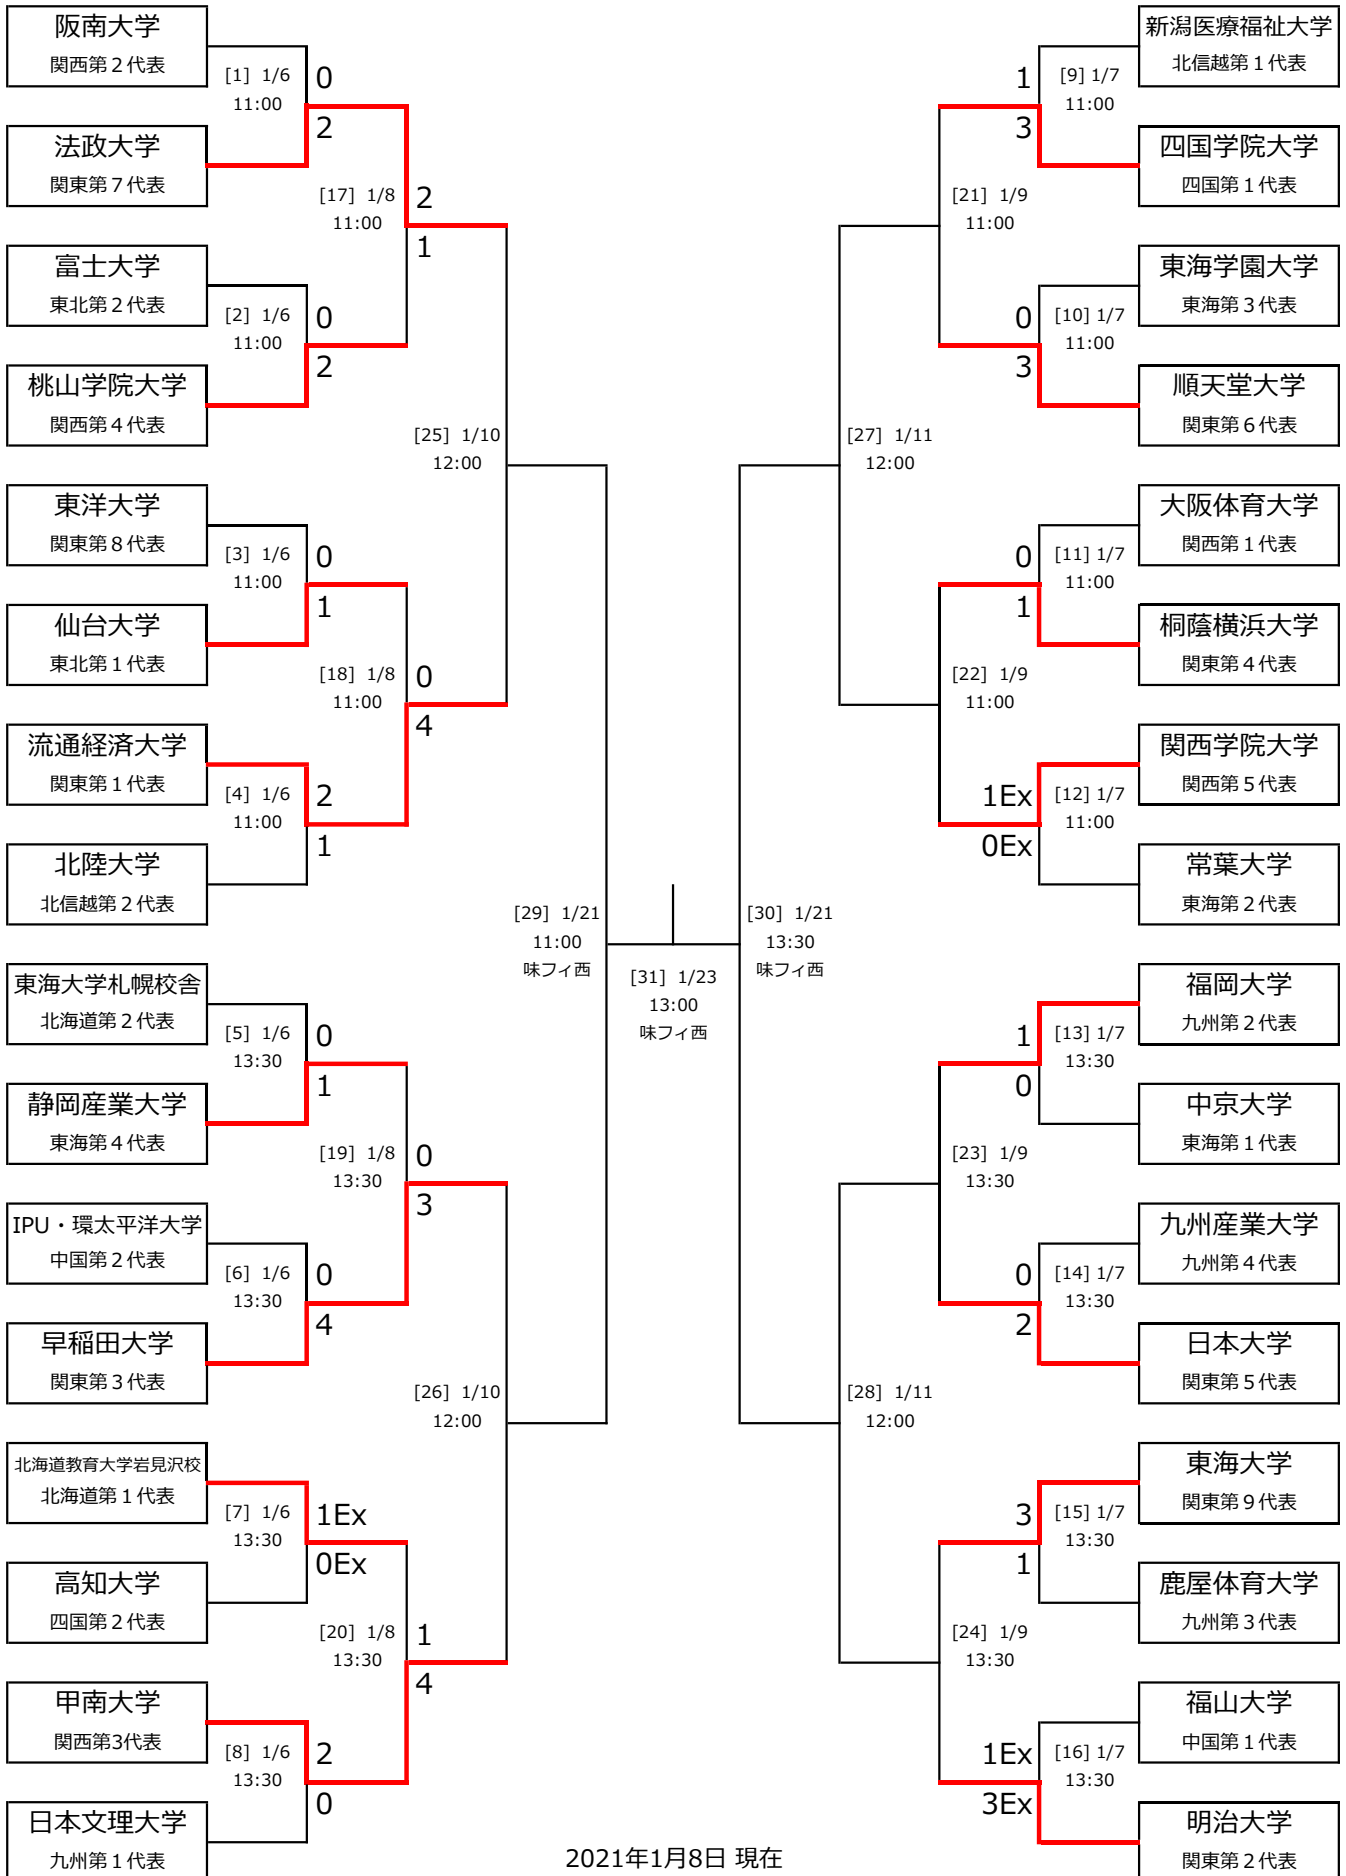 阪南大学
関西第２代表
[1] 1/6
11:00
0
2
法政大学
関東第７代表
[17] 1/8
11:00
2
1
富士大学
東北第２代表
[2] 1/6
11:00
0
2
桃山学院大学
関西第４代表
[25] 1/10
12:00
東洋大学
関東第８代表
[3] 1/6
11:00
0
1
仙台大学
東北第１代表
[18] 1/8
11:00
0
4
流通経済大学
関東第１代表
[4] 1/6
11:00
2
1
北陸大学
北信越第２代表
[29] 1/21
11:00
味フィ西
東海大学札幌校舎
北海道第２代表
[5] 1/6
13:30
0
1
静岡産業大学
東海第４代表
[19] 1/8
13:30
0
3
IPU・環太平洋大学
中国第２代表
[6] 1/6
13:30
0
4
早稲田大学
関東第３代表
[26] 1/10
12:00
北海道教育大学岩見沢校
北海道第１代表
[7] 1/6
13:30
1Ex
0Ex
高知大学
四国第２代表
[20] 1/8
13:30
1
4
甲南大学
関西第3代表
[8] 1/6
13:30
2
0
日本文理大学
九州第１代表
[31] 1/23
13:00
味フィ西
新潟医療福祉大学
北信越第１代表
1
[9] 1/7
11:00
3
四国学院大学
四国第１代表
[21] 1/9
11:00
東海学園大学
東海第３代表
0
[10] 1/7
11:00
3
順天堂大学
関東第６代表
[27] 1/11
12:00
大阪体育大学
関西第１代表
0
[11] 1/7
11:00
1
桐蔭横浜大学
関東第４代表
[22] 1/9
11:00
関西学院大学
関西第５代表
1Ex
[12] 1/7
11:00
0Ex
常葉大学
東海第２代表
[30] 1/21
13:30
味フィ西
福岡大学
九州第２代表
1
[13] 1/7
13:30
0
中京大学
東海第１代表
[23] 1/9
13:30
九州産業大学
九州第４代表
0
[14] 1/7
13:30
2
日本大学
関東第５代表
[28] 1/11
12:00
東海大学
関東第９代表
3
[15] 1/7
13:30
1
鹿屋体育大学
九州第３代表
[24] 1/9
13:30
福山大学
中国第１代表
1Ex
[16] 1/7
13:30
3Ex
明治大学
関東第２代表
2021年1月8日 現在